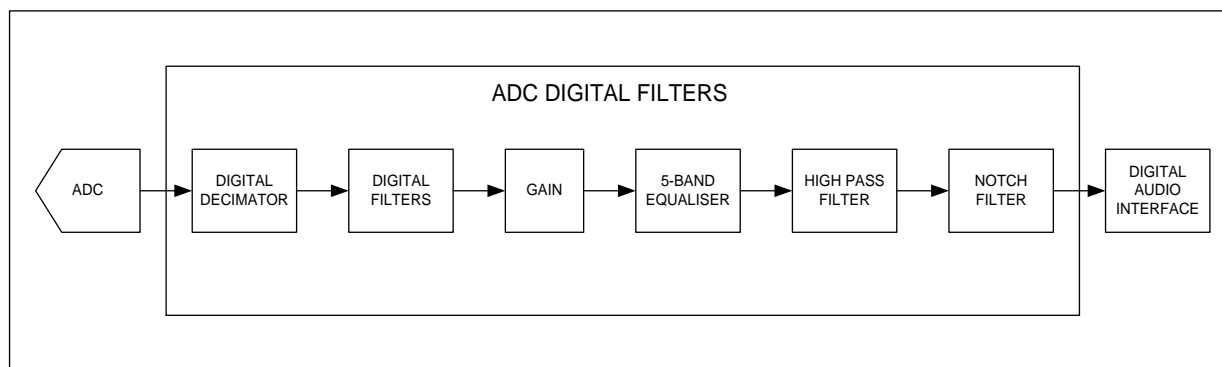 ADC DIGITAL FILTERS
ADC
DIGITAL
DECIMATOR
DIGITAL
FILTERS
GAIN
5-BAND
EQUALISER
HIGH PASS
FILTER
NOTCH
FILTER
DIGITAL
AUDIO
INTERFACE